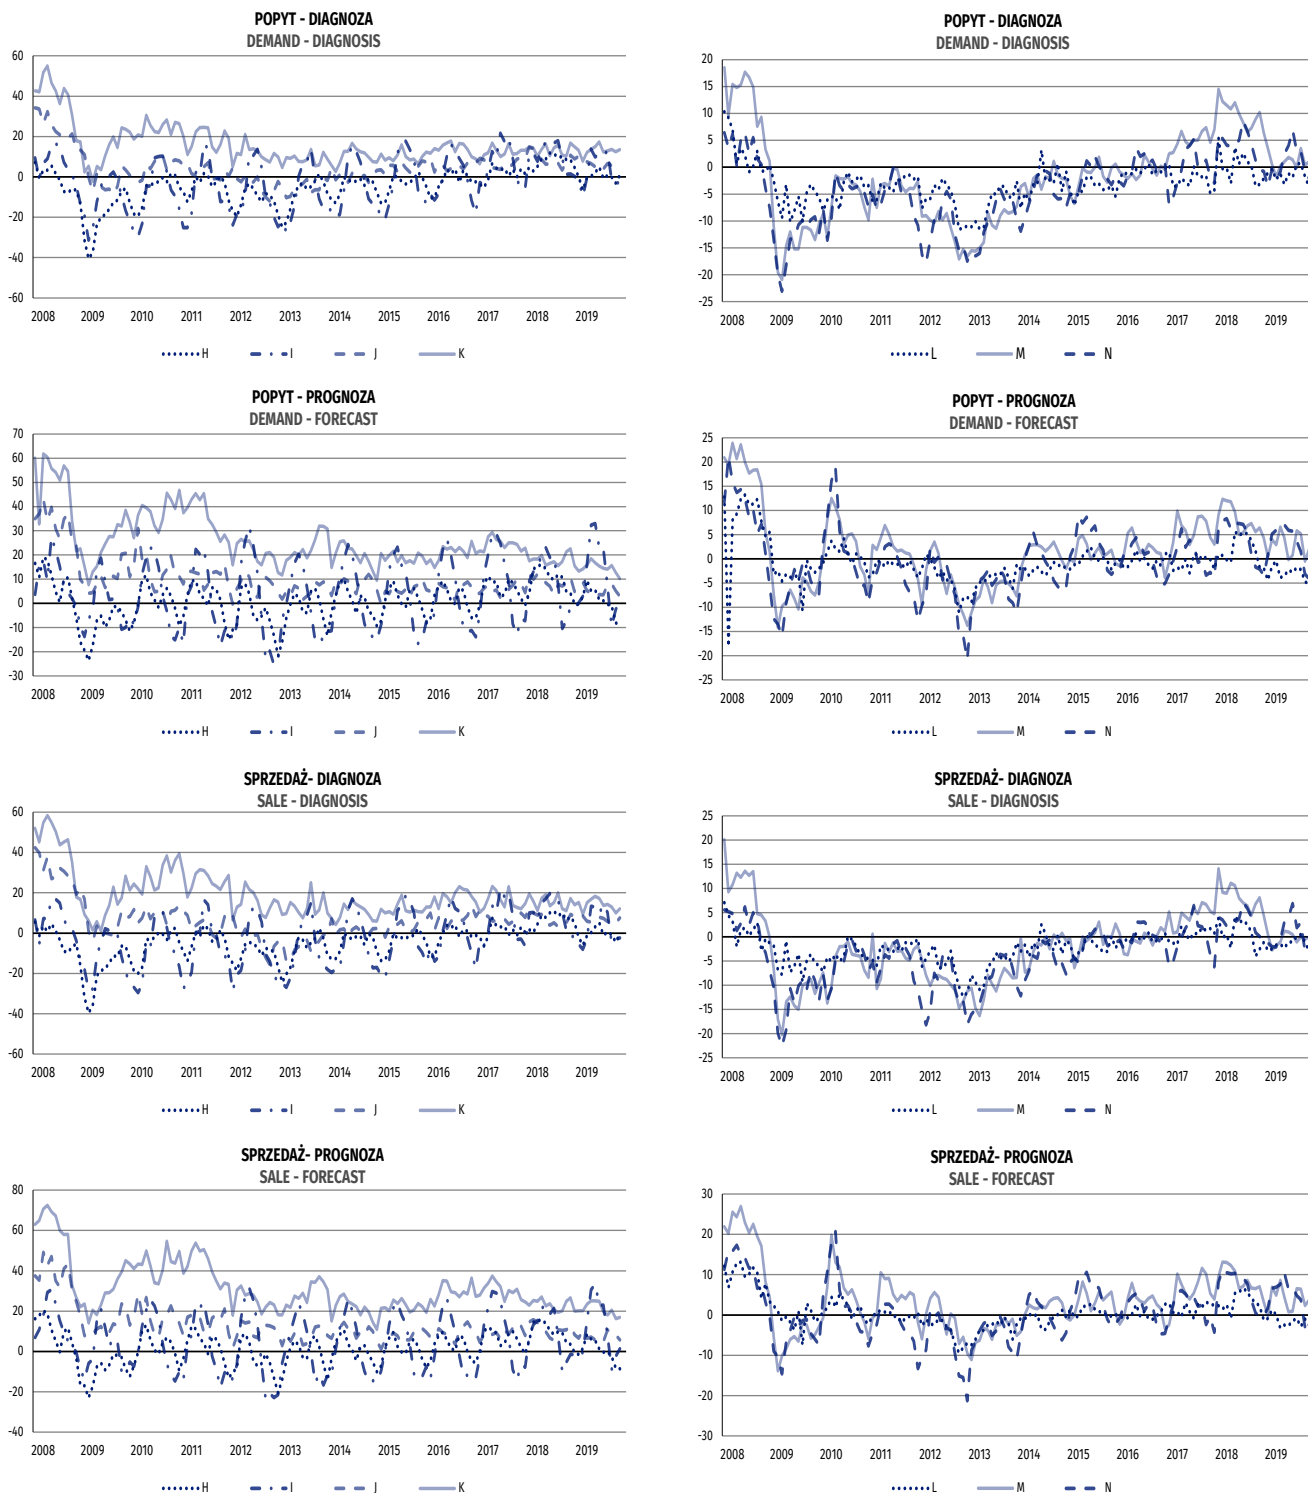 POPYT - DIAGNOZA
DEMAND - DIAGNOSIS
60
40
20
0
-20
-40
-60
2008 2009 2010 2011 2012 2013 2014 2015 2016 2017 2018 2019
H I J K
POPYT - DIAGNOZA
DEMAND - DIAGNOSIS
20
15
10
5
0
-5
-10
-15
-20
-25
2008 2009 2010 2011 2012 2013 2014 2015 2016 2017 2018 2019
L M N
POPYT - PROGNOZA
DEMAND - FORECAST
70
60
50
40
30
20
10
0
-10
-20
-30
2008 2009 2010 2011 2012 2013 2014 2015 2016 2017 2018 2019
H I J K
POPYT - PROGNOZA
DEMAND - FORECAST
25
20
15
10
5
0
-5
-10
-15
-20
-25
2008 2009 2010 2011 2012 2013 2014 2015 2016 2017 2018 2019
L M N
SPRZEDAŻ- DIAGNOZA
SALE - DIAGNOSIS
60
40
20
0
-20
-40
-60
2008 2009 2010 2011 2012 2013 2014 2015 2016 2017 2018 2019
H I J K
SPRZEDAŻ- DIAGNOZA
SALE - DIAGNOSIS
25
20
15
10
5
0
-5
-10
-15
-20
-25
2008 2009 2010 2011 2012 2013 2014 2015 2016 2017 2018 2019
L M N
SPRZEDAŻ- PROGNOZA
SALE - FORECAST
80
60
40
20
0
-20
-40
2008 2009 2010 2011 2012 2013 2014 2015 2016 2017 2018 2019
H I J K
SPRZEDAŻ- PROGNOZA
SALE - FORECAST
30
20
10
0
-10
-20
-30
2008 2009 2010 2011 2012 2013 2014 2015 2016 2017 2018 2019
L M N